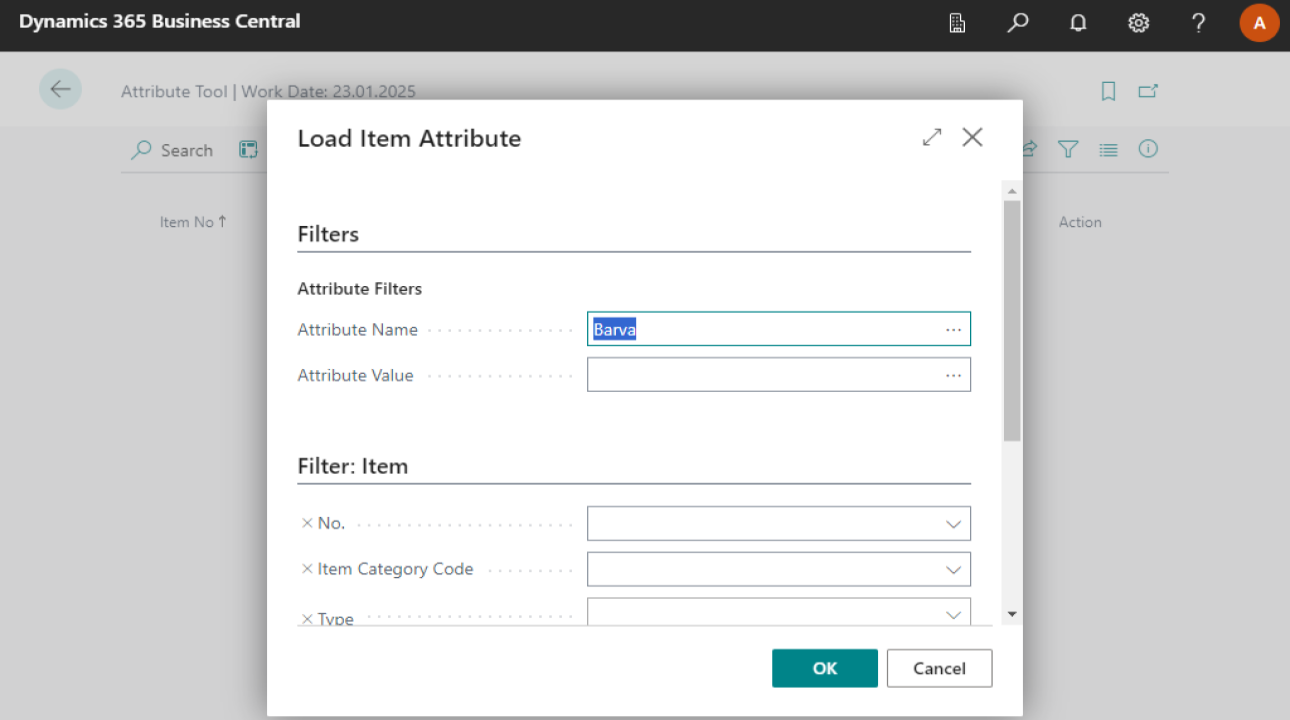 Dynamics 365 Business Central
A
Attribute Tool | Work Date: 23.01.2025
Search
Item No
Action
Load Item Attribute
Filters
Attribute Filters
Attribute Name
Barva
Attribute Value
Filter: Item
No.
Item Category Code
Type
OK
Cancel